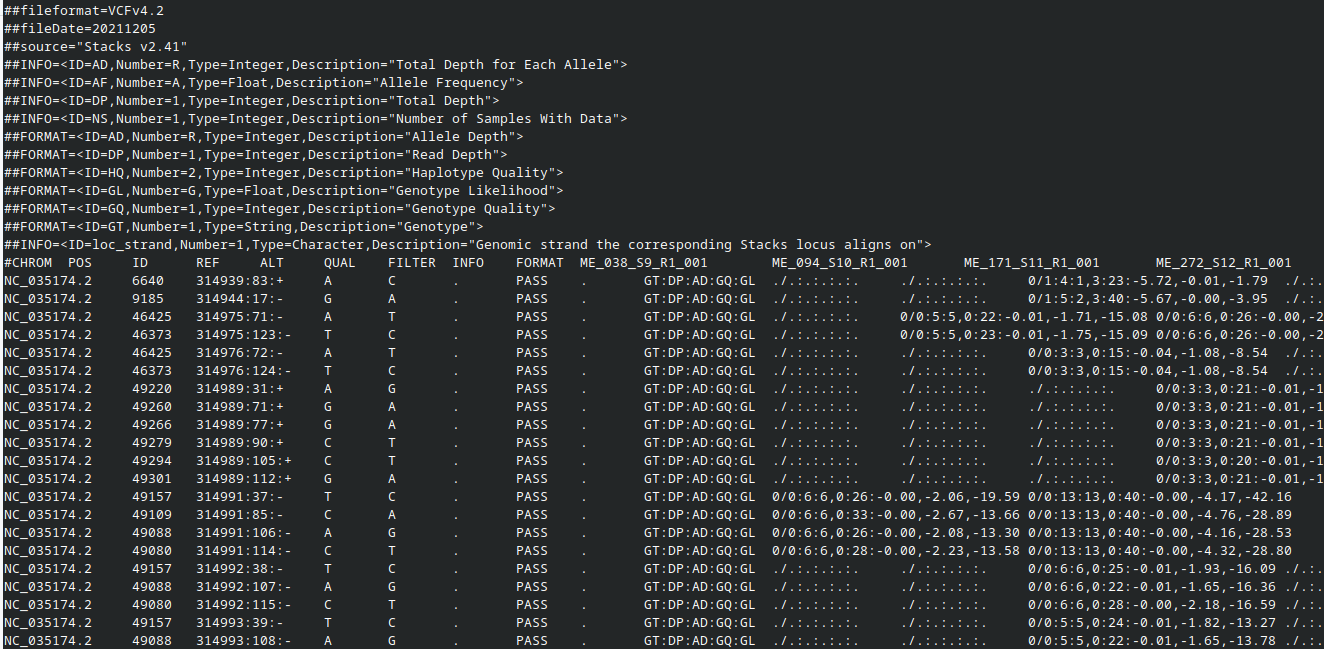 ##fileformat=VCFv4.2
##fileDate=20211205
##source="Stacks v2.41"
##INFO=<ID=AD,Number=R,Type=Integer,Description="Total Depth for Each Allele">
##INFO=<ID=AF,Number=A,Type=Float,Description="Allele Frequency">
##INFO=<ID=DP,Number=1,Type=Integer,Description="Total Depth">
##INFO=<ID=NS,Number=1,Type=Integer,Description="Number of Samples With Data">
##FORMAT=<ID=AD,Number=R,Type=Integer,Description="Allele Depth">
##FORMAT=<ID=DP,Number=1,Type=Integer,Description="Read Depth">
##FORMAT=<ID=HQ,Number=2,Type=Integer,Description="Haplotype Quality">
##FORMAT=<ID=GL,Number=G,Type=Float,Description="Genotype Likelihood">
##FORMAT=<ID=GQ,Number=1,Type=Integer,Description="Genotype Quality">
##FORMAT=<ID=GT,Number=1,Type=String,Description="Genotype">
##INFO=<ID=loc_strand,Number=1,Type=Character,Description="Genomic strand the corresponding Stacks locus aligns on">
#CHROM POS ID REF ALT QUAL FILTER INFO FORMAT ME_038_S9_R1_001 ME_094_S10_R1_001 ME_171_S11_R1_001 ME_272_S12_R1_001
NC_035174.2 6640 314939:83:+ A C . PASS . GT:DP:AD:GQ:GL ./.:.:.:.:. ./.:.:.:.:. 0/1:4:1,3:23:-5.72,-0.01,-1.79 ./.:.
NC_035174.2 9185 314944:17:- G A . PASS . GT:DP:AD:GQ:GL ./.:.:.:.:. ./.:.:.:.:. 0/1:5:2,3:40:-5.67,-0.00,-3.95 ./.:.
NC_035174.2 46425 314975:71:- A T . PASS . GT:DP:AD:GQ:GL ./.:.:.:.:. 0/0:5:5,0:22:-0.01,-1.71,-15.08 0/0:6:6,0:26:-0.00,-2
NC_035174.2 46373 314975:123:- T C . PASS . GT:DP:AD:GQ:GL ./.:.:.:.:. 0/0:5:5,0:23:-0.01,-1.75,-15.09 0/0:6:6,0:26:-0.00,-2
NC_035174.2 46425 314976:72:- A T . PASS . GT:DP:AD:GQ:GL ./.:.:.:.:. ./.:.:.:.:. 0/0:3:3,0:15:-0.04,-1.08,-8.54 ./.:.
NC_035174.2 46373 314976:124:- T C . PASS . GT:DP:AD:GQ:GL ./.:.:.:.:. ./.:.:.:.:. 0/0:3:3,0:15:-0.04,-1.08,-8.54 ./.:.
NC_035174.2 49220 314989:31:+ A G . PASS . GT:DP:AD:GQ:GL ./.:.:.:.:. ./.:.:.:.:. ./.:.:.:.:. 0/0:3:3,0:21:-0.01,-1
NC_035174.2 49260 314989:71:+ G A . PASS . GT:DP:AD:GQ:GL ./.:.:.:.:. ./.:.:.:.:. ./.:.:.:.:. 0/0:3:3,0:21:-0.01,-1
NC_035174.2 49266 314989:77:+ G A . PASS . GT:DP:AD:GQ:GL ./.:.:.:.:. ./.:.:.:.:. ./.:.:.:.:. 0/0:3:3,0:21:-0.01,-1
NC_035174.2 49279 314989:90:+ C T . PASS . GT:DP:AD:GQ:GL ./.:.:.:.:. ./.:.:.:.:. ./.:.:.:.:. 0/0:3:3,0:21:-0.01,-1
NC_035174.2 49294 314989:105:+ C T . PASS . GT:DP:AD:GQ:GL ./.:.:.:.:. ./.:.:.:.:. ./.:.:.:.:. 0/0:3:3,0:20:-0.01,-1
NC_035174.2 49301 314989:112:+ G A . PASS . GT:DP:AD:GQ:GL ./.:.:.:.:. ./.:.:.:.:. ./.:.:.:.:. 0/0:3:3,0:21:-0.01,-1
NC_035174.2 49157 314991:37:- T C . PASS . GT:DP:AD:GQ:GL 0/0:6:6,0:26:-0.00,-2.06,-19.59 0/0:13:13,0:40:-0.00,-4.17,-42.16
NC_035174.2 49109 314991:85:- C A . PASS . GT:DP:AD:GQ:GL 0/0:6:6,0:33:-0.00,-2.67,-13.66 0/0:13:13,0:40:-0.00,-4.76,-28.89
NC_035174.2 49088 314991:106:- A G . PASS . GT:DP:AD:GQ:GL 0/0:6:6,0:26:-0.00,-2.08,-13.30 0/0:13:13,0:40:-0.00,-4.16,-28.53
NC_035174.2 49080 314991:114:- C T . PASS . GT:DP:AD:GQ:GL 0/0:6:6,0:28:-0.00,-2.23,-13.58 0/0:13:13,0:40:-0.00,-4.32,-28.80
NC_035174.2 49157 314992:38:- T C . PASS . GT:DP:AD:GQ:GL ./.:.:.:.:. ./.:.:.:.:. 0/0:6:6,0:25:-0.01,-1.93,-16.09 ./.:.
NC_035174.2 49088 314992:107:- A G . PASS . GT:DP:AD:GQ:GL ./.:.:.:.:. ./.:.:.:.:. 0/0:6:6,0:22:-0.01,-1.65,-16.36 ./.:.
NC_035174.2 49080 314992:115:- C T . PASS . GT:DP:AD:GQ:GL ./.:.:.:.:. ./.:.:.:.:. 0/0:6:6,0:28:-0.00,-2.18,-16.59 ./.:.
NC_035174.2 49157 314993:39:- T C . PASS . GT:DP:AD:GQ:GL ./.:.:.:.:. ./.:.:.:.:. 0/0:5:5,0:24:-0.01,-1.82,-13.27 ./.:.
NC_035174.2 49088 314993:108:- A G . PASS . GT:DP:AD:GQ:GL ./.:.:.:.:. ./.:.:.:.:. 0/0:5:5,0:22:-0.01,-1.65,-13.78 ./.:.